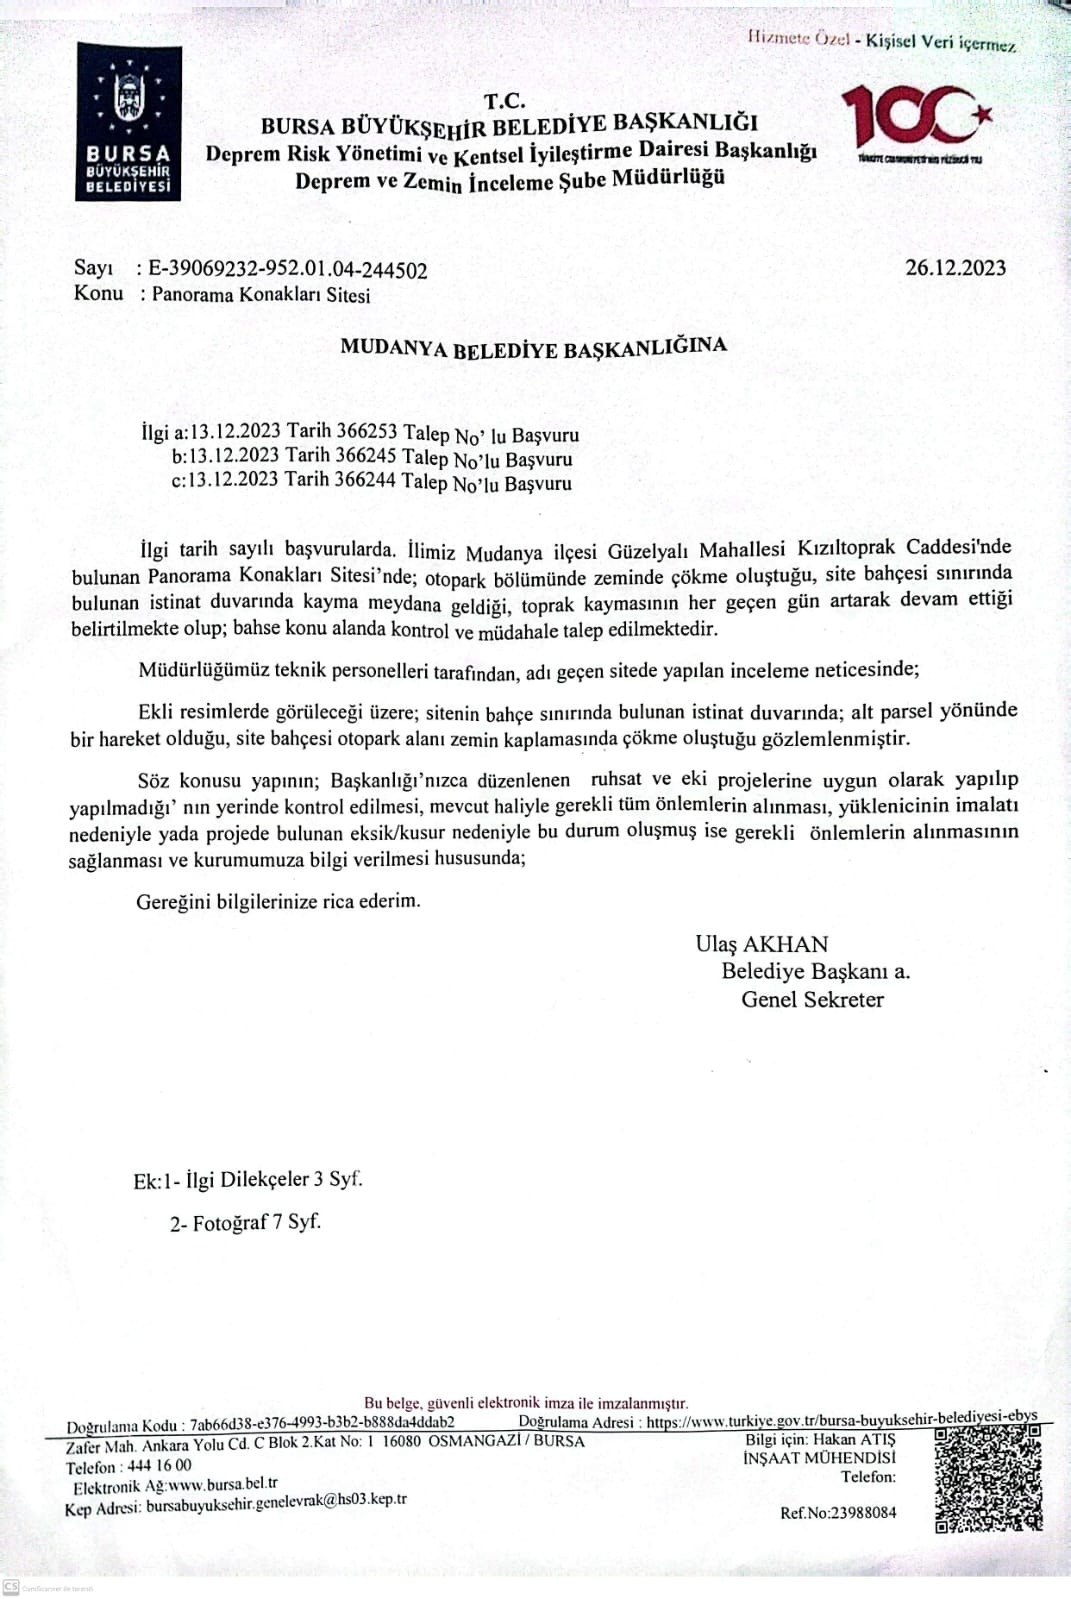 Hizmete Özel - Kişisel Veri içermez
BURSA
BÜYÜKŞEHİR
BELEDİYESİ
100
TÜRKİYE CUMHURİYETİ'NİN YÜZÜNCÜ YILI
T.C.
BURSA BÜYÜKŞEHİR BELEDİYE BAŞKANLIĞI
Deprem Risk Yönetimi ve Kentsel İyileştirme Dairesi Başkanlığı
Deprem ve Zemin İnceleme Şube Müdürlüğü
Sayı : E-39069232-952.01.04-244502 26.12.2023
Konu : Panorama Konakları Sitesi
MUDANYA BELEDİYE BAŞKANLIĞINA
İlgi a:13.12.2023 Tarih 366253 Talep No' lu Başvuru
b:13.12.2023 Tarih 366245 Talep No'lu Başvuru
c:13.12.2023 Tarih 366244 Talep No'lu Başvuru
İlgi tarih sayılı başvurularda. İlimiz Mudanya ilçesi Güzelyalı Mahallesi Kızıltoprak Caddesi'nde
bulunan Panorama Konakları Sitesi'nde; otopark bölümünde zeminde çökme oluştuğu, site bahçesi sınırında
bulunan istinat duvarında kayma meydana geldiği, toprak kaymasının her geçen gün artarak devam ettiği
belirtilmekte olup; bahse konu alanda kontrol ve müdahale talep edilmektedir.
Müdürlüğümüz teknik personelleri tarafından, adı geçen sitede yapılan inceleme neticesinde;
Ekli resimlerde görüleceği üzere; sitenin bahçe sınırında bulunan istinat duvarında; alt parsel yönünde
bir hareket olduğu, site bahçesi otopark alanı zemin kaplamasında çökme oluştuğu gözlemlenmiştir.
Söz konusu yapının; Başkanlığı'nızca düzenlenen ruhsat ve eki projelerine uygun olarak yapılıp
yapılmadığı' nın yerinde kontrol edilmesi, mevcut haliyle gerekli tüm önlemlerin alınması, yüklenicinin imalatı
nedeniyle yada projede bulunan eksik/kusur nedeniyle bu durum oluşmuş ise gerekli önlemlerin alınmasının
sağlanması ve kurumumuza bilgi verilmesi hususunda;
Gereğini bilgilerinize rica ederim.
Ulaş AKHAN
Belediye Başkanı a.
Genel Sekreter
Ek:1- İlgi Dilekçeler 3 Syf.
2- Fotoğraf 7 Syf.
Bu belge, güvenli elektronik imza ile imzalanmıştır.
Doğrulama Kodu : 7ab66d38-e376-4993-b3b2-b888da4ddab2 Doğrulama Adresi : https://www.turkiye.gov.tr/bursa-buyuksehir-belediyesi-ebys
Zafer Mah. Ankara Yolu Cd. C Blok 2.Kat No: 1 16080 OSMANGAZİ / BURSA Bilgi için: Hakan ATIŞ
Telefon : 444 16 00 İNŞAAT MÜHENDİSİ
Elektronik Ağ:www.bursa.bel.tr Telefon:
Kep Adresi: bursabuyuksehir.genelevrak@hs03.kep.tr
Ref.No:23988084
CS CamScanner ile tarandı